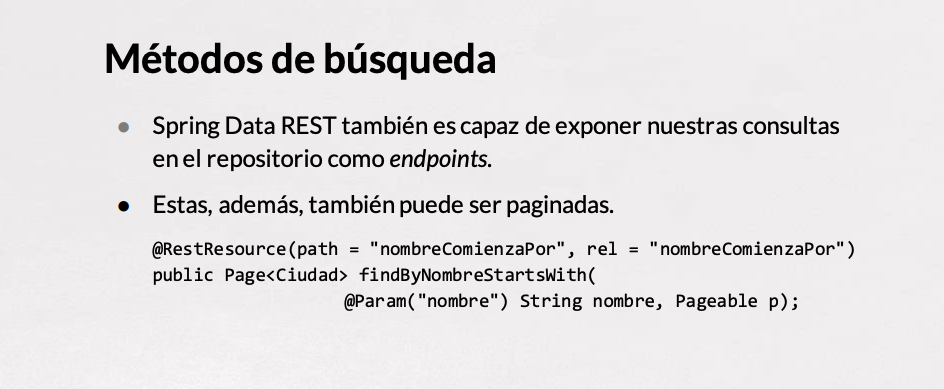 Métodos de búsqueda
● Spring Data REST también es capaz de exponer nuestras consultas
en el repositorio como endpoints.
● Estas, además, también puede ser paginadas.
@RestResource(path = "nombreComienzaPor", rel = "nombreComienzaPor")
public Page<Ciudad> findByNombreStartsWith(
@Param("nombre") String nombre, Pageable p);